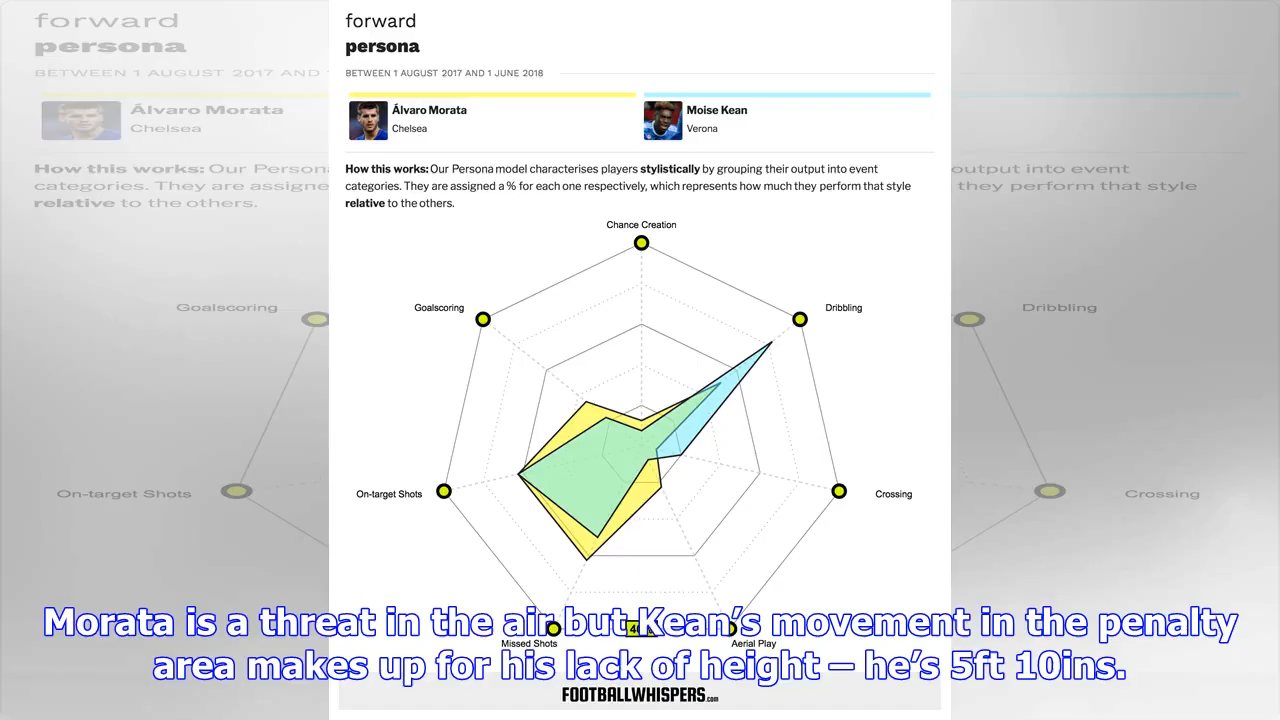 forward
persona
BETWEEN 1 AUGUST 2017 AND 1 JUNE 2018
Álvaro Morata
Chelsea
Moise Kean
Verona
How this works: Our Persona model characterises players stylistically by grouping their output into event
categories. They are assigned a % for each one respectively, which represents how much they perform that style
relative to the others.
Chance Creation
Goalscoring
Dribbling
On-target Shots
Crossing
Missed Shots
Aerial Play
Morata is a threat in the air but Kean’s movement in the penalty
area makes up for his lack of height — he’s 5ft 10ins.
FOOTBALLWHISPERS.com